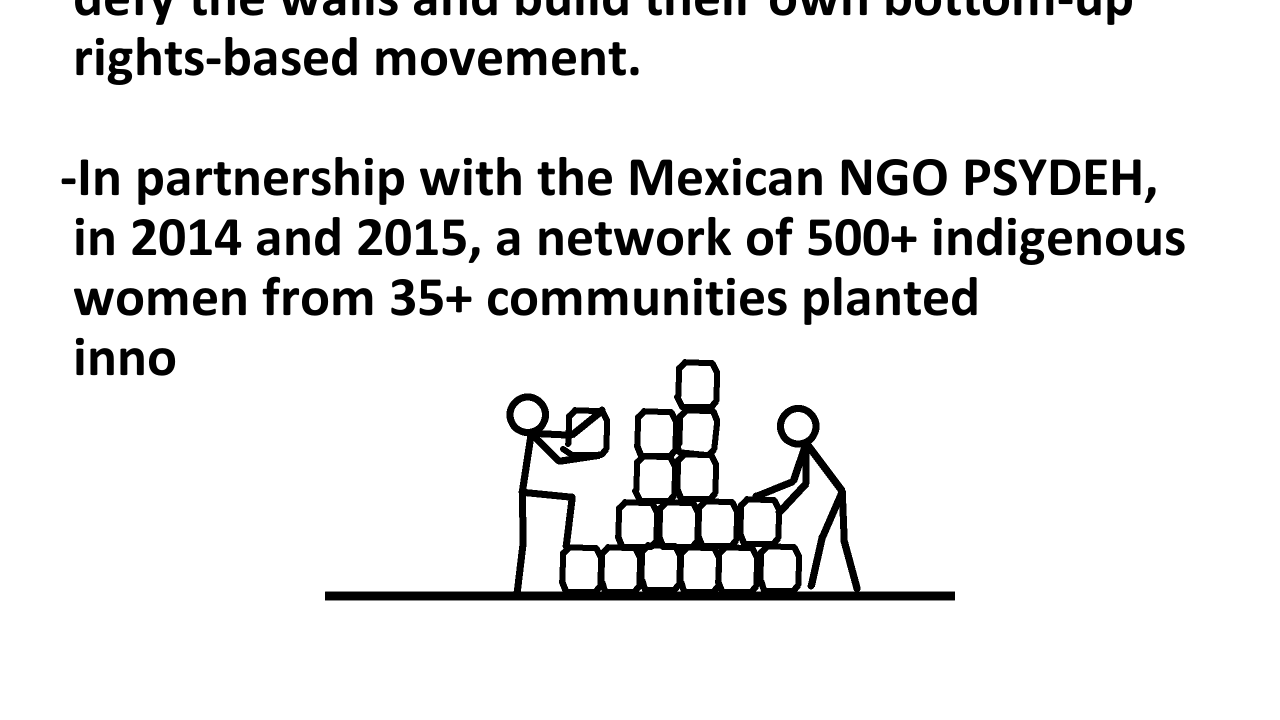 defy the walls and build their own bottom-up
rights-based movement.
-In partnership with the Mexican NGO PSYDEH,
in 2014 and 2015, a network of 500+ indigenous
women from 35+ communities planted
inno